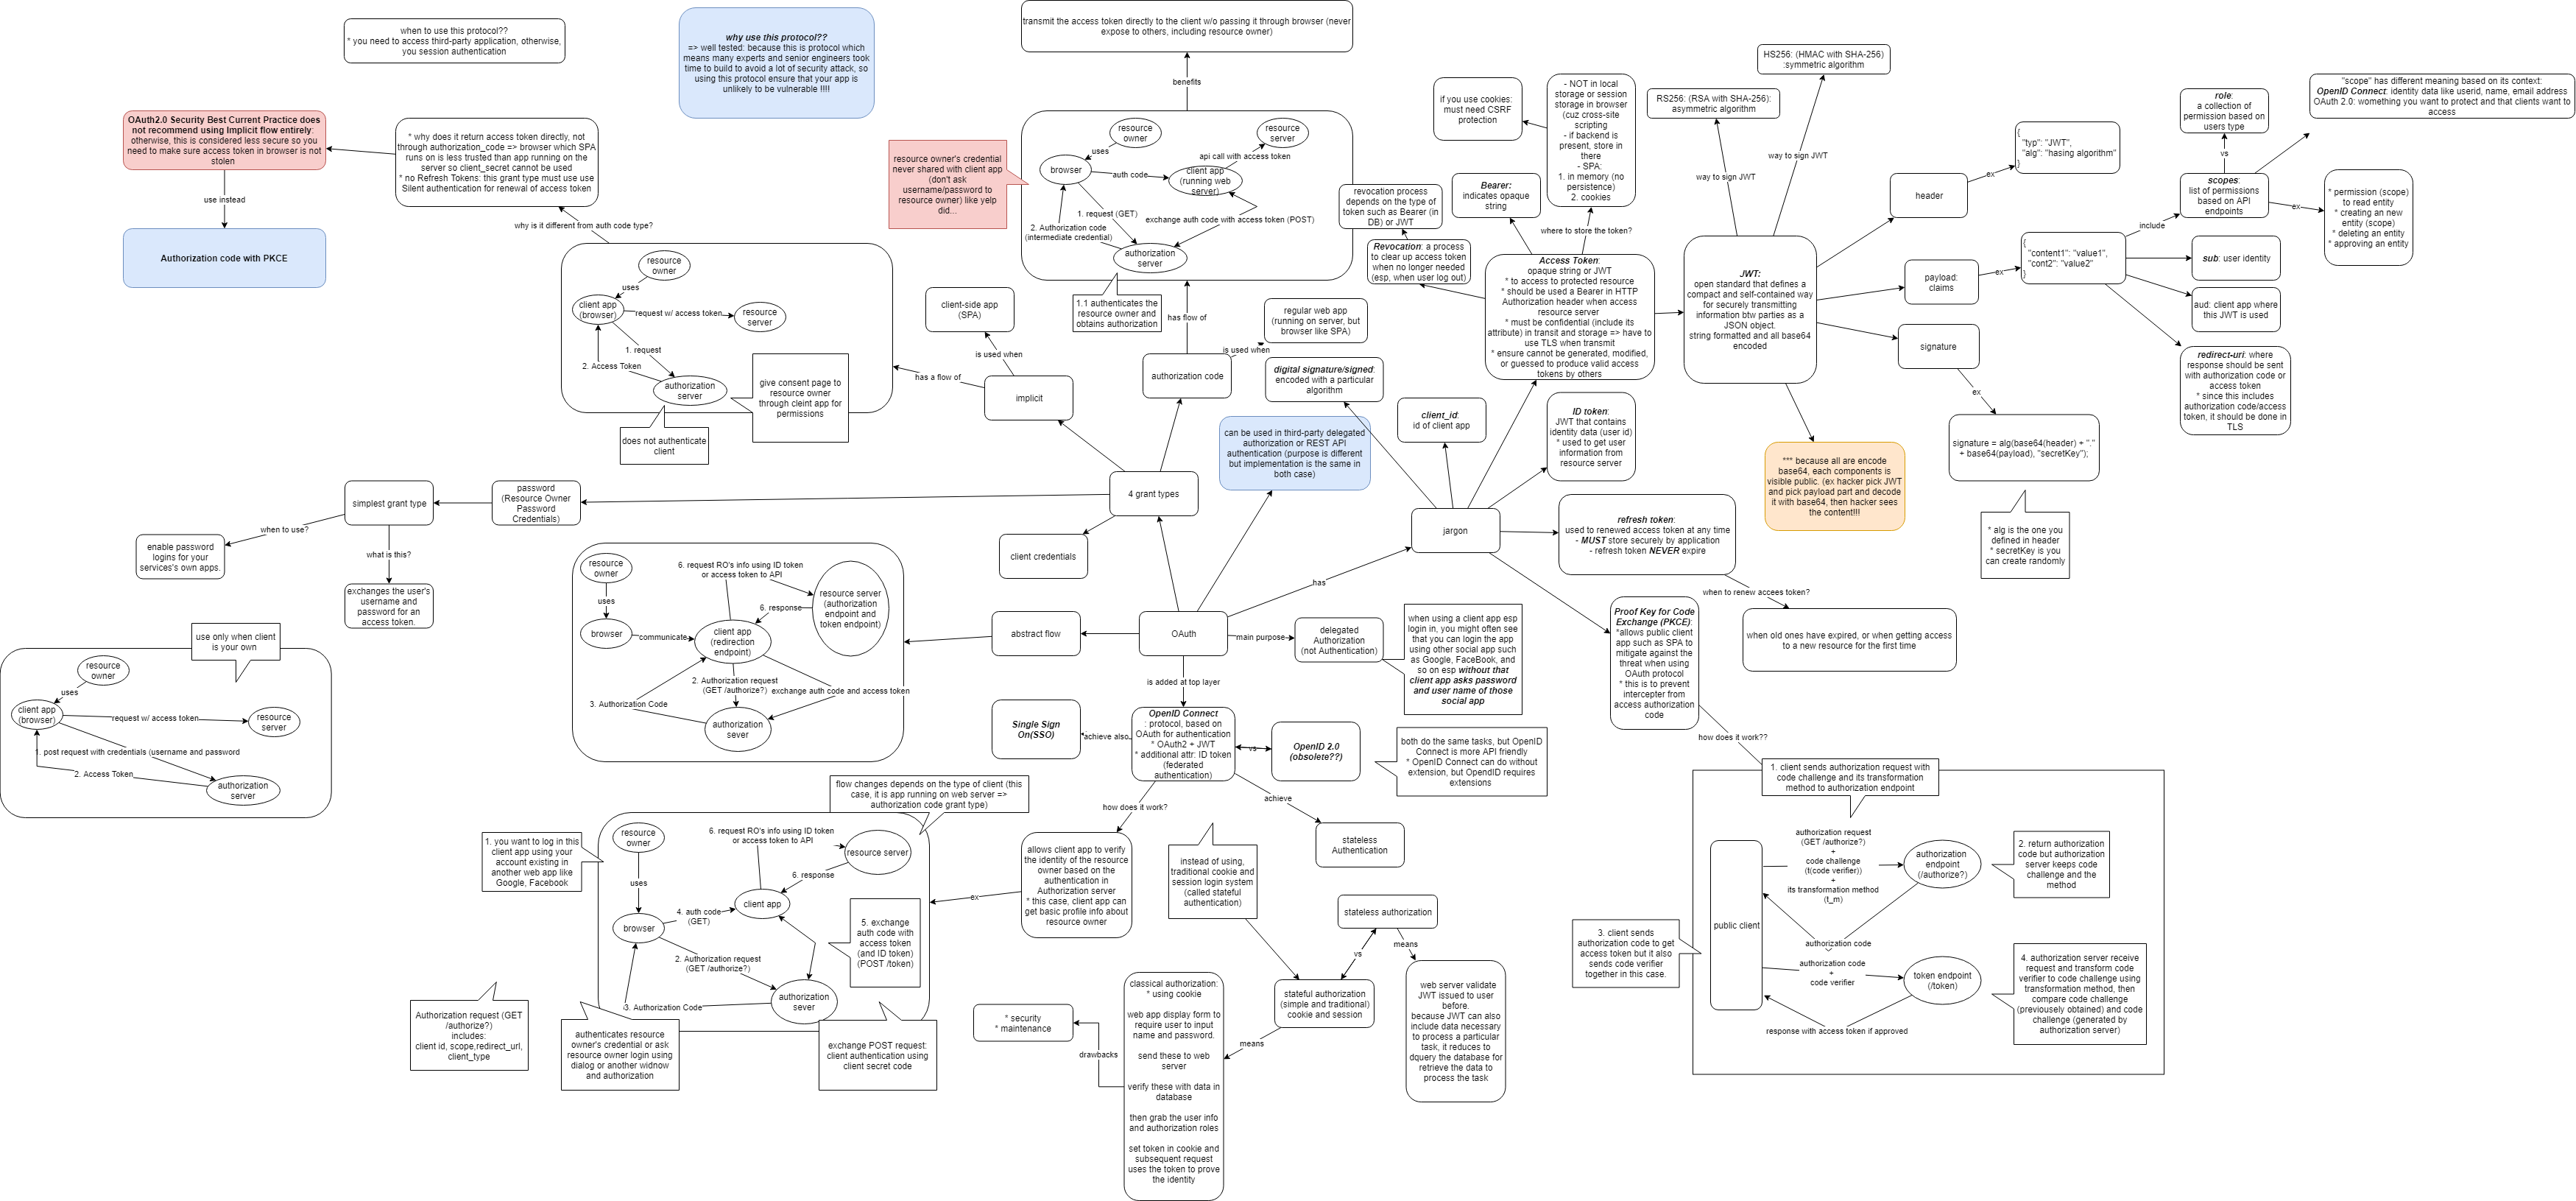 when to use this protocol??
* you need to access third-party application, otherwise,
you session authentication
why use this protocol??
=> well tested: because this is protocol which
means many experts and senior engineers took
time to build to avoid a lot of security attack, so
using this protocol ensure that your app is
unlikely to be vulnerable !!!!
transmit the access token directly to the client w/o passing it through browser (never
expose to others, including resource owner)
benefits
OAuth2.0 Security Best Current Practice does
not recommend using Implicit flow entirely:
otherwise, this is considered less secure so you
need to make sure access token in browser is not
stolen
use instead
Authorization code with PKCE
* why does it return access token directly, not
through authorization_code => browser which SPA
runs on is less trusted than app running on the
server so client_secret cannot be used
* no Refresh Tokens: this grant type must use use
Silent authentication for renewal of access token
why is it different from auth code type?
resource
owner
uses
client app
(browser)
request w/ access token
resource
server
1. request
2. Access Token
authorization
server
give consent page to
resource owner
through cleint app for
permissions
does not authenticate
client
resource owner's credential
never shared with client app
(don't ask
username/password to
resource owner) like yelp
did...
resource
owner
resource
server
uses
api call with access token
browser
auth code
client app
(running web
server)
1. request (GET)
exchange auth code with access token (POST)
2. Authorization code
(intermediate credential)
authorization
server
1.1 authenticates the
resource owner and
obtains authorization
has flow of
client-side app
(SPA)
is used when
has a flow of
implicit
authorization code
is used when
regular web app
(running on server, but
browser like SPA)
if you use cookies:
must need CSRF
protection
- NOT in local
storage or session
storage in browser
(cuz cross-site
scripting
- if backend is
present, store in
there
- SPA:
1. in memory (no
persistence)
2. cookies
where to store the token?
Bearer:
indicates opaque
string
revocation process
depends on the type of
token such as Bearer (in
DB) or JWT
Revocation: a process
to clear up access token
when no longer needed
(esp, when user log out)
Access Token:
opaque string or JWT
* to access to protected resource
* should be used a Bearer in HTTP
Authorization header when access
resource server
* must be confidential (include its
attribute) in transit and storage => have to
use TLS when transmit
* ensure cannot be generated, modified,
or guessed to produce valid access
tokens by others
HS256: (HMAC with SHA-256)
:symmetric algorithm
RS256: (RSA with SHA-256):
asymmetric algorithm
way to sign JWT
way to sign JWT
JWT:
open standard that defines a
compact and self-contained way
for securely transmitting
information btw parties as a
JSON object.
string formatted and all base64
encoded
header
ex
{
"typ": "JWT",
"alg": "hasing algorithm"
}
payload:
claims
ex
{
"content1": "value1",
"cont2": "value2"
}
include
role:
a collection of
permission based on
users type
vs
scopes:
list of permissions
based on API
endpoints
"scope" has different meaning based on its context:
OpenID Connect: identity data like userid, name, email address
OAuth 2.0: womething you want to protect and that clients want to
access
ex
* permission (scope)
to read entity
* creating an new
entity (scope)
* deleting an entity
* approving an entity
sub: user identity
aud: client app where
this JWT is used
redirect-uri: where
response should be sent
with authorization code or
access token
* since this includes
authorization code/access
token, it should be done in
TLS
signature
ex
signature = alg(base64(header) + "."
+ base64(payload), "secretKey");
* alg is the one you
defined in header
* secretKey is you
can create randomly
*** because all are encode
base64, each components is
visible public. (ex hacker pick JWT
and pick payload part and decode
it with base64, then hacker sees
the content!!!
digital signature/signed:
encoded with a particular
algorithm
client_id:
id of client app
ID token:
JWT that contains
identity data (user id)
* used to get user
information from
resource server
can be used in third-party delegated
authorization or REST API
authentication (purpose is different
but implementation is the same in
both case)
4 grant types
password
(Resource Owner
Password
Credentials)
simplest grant type
when to use?
enable password
logins for your
services's own apps.
what is this?
exchanges the user's
username and
password for an
access token.
client credentials
jargon
refresh token:
used to renewed access token at any time
- MUST store securely by application
- refresh token NEVER expire
when to renew accees token?
when old ones have expired, or when getting access
to a new resource for the first time
Proof Key for Code
Exchange (PKCE):
*allows public client
app such as SPA to
mitigate against the
threat when using
OAuth protocol
* this is to prevent
intercepter from
access authorization
code
how does it work??
has
OAuth
abstract flow
main purpose
delegated
Authorization
(not Authentication)
when using a client app esp
login in, you might often see
that you can login the app
using other social app such
as Google, FaceBook, and
so on esp without that
client app asks password
and user name of those
social app
resource
owner
6. request RO's info using ID token
or access token to API
uses
6. response
resource server
(authorization
endpoint and
token endpoint)
browser
communicate
client app
(redirection
endpoint)
2. Authorization request
(GET /authorize?)
exchange auth code and access token
3. Authorization Code
authorization
sever
use only when client
is your own
resource
owner
uses
client app
(browser)
request w/ access token
resource
server
1. post request with credentials (username and password
2. Access Token
authorization
server
is added at top layer
OpenID Connect
: protocol, based on
OAuth for authentication
* OAuth2 + JWT
* additional attr: ID token
(federated
authentication)
achieve also
Single Sign
On(SSO)
vs
OpenID 2.0
(obsolete??)
both do the same tasks, but OpenID
Connect is more API friendly
* OpenID Connect can do without
extension, but OpendID requires
extensions
how does it work?
achieve
stateless
Authentication
allows client app to verify
the identity of the resource
owner based on the
authentication in
Authorization server
* this case, client app can
get basic profile info about
resource owner
ex
flow changes depends on the type of client (this
case, it is app running on web server =>
authorization code grant type)
1. you want to log in this
client app using your
account existing in
another web app like
Google, Facebook
resource
owner
6. request RO's info using ID token
or access token to API
resource server
uses
6. response
client app
4. auth code
(GET)
browser
2. Authorization request
(GET /authorize?)
5. exchange
auth code with
access token
(and ID token)
(POST /token)
3. Authorization Code
authorization
sever
Authorization request (GET
/authorize?)
includes:
client id, scope,redirect_url,
client_type
authenticates resource
owner's credential or ask
resource owner login using
dialog or another widnow
and authorization
exchange POST request:
client authentication using
client secret code
instead of using,
traditional cookie and
session login system
(called stateful
authentication)
stateless authorization
vs
means
stateful authorization
(simple and traditional)
cookie and session
web server validate
JWT issued to user
before.
because JWT can also
include data necessary
to process a particular
task, it reduces to
dquery the database for
retrieve the data to
process the task
means
* security
* maintenance
drawbacks
classical authorization:
* using cookie
web app display form to
require user to input
name and password.
send these to web
server
verify these with data in
database
then grab the user info
and authorization roles
set token in cookie and
subsequent request
uses the token to prove
the identity
1. client sends authorization request with
code challenge and its transformation
method to authorization endpoint
authorization request
(GET /authorize?)
+
code challenge
(t(code verifier))
+
its transformation method
(t_m)
authorization
endpoint
(/authorize?)
2. return authorization
code but authorization
server keeps code
challenge and the
method
public client
3. client sends
authorization code to get
access token but it also
sends code verifier
together in this case.
authorization code
authorization code
+
code verifier
token endpoint
(/token)
4. authorization server receive
request and transform code
verifier to code challenge using
transformation method, then
compare code challenge
(previousely obtained) and code
challenge (generated by
authorization server)
response with access token if approved